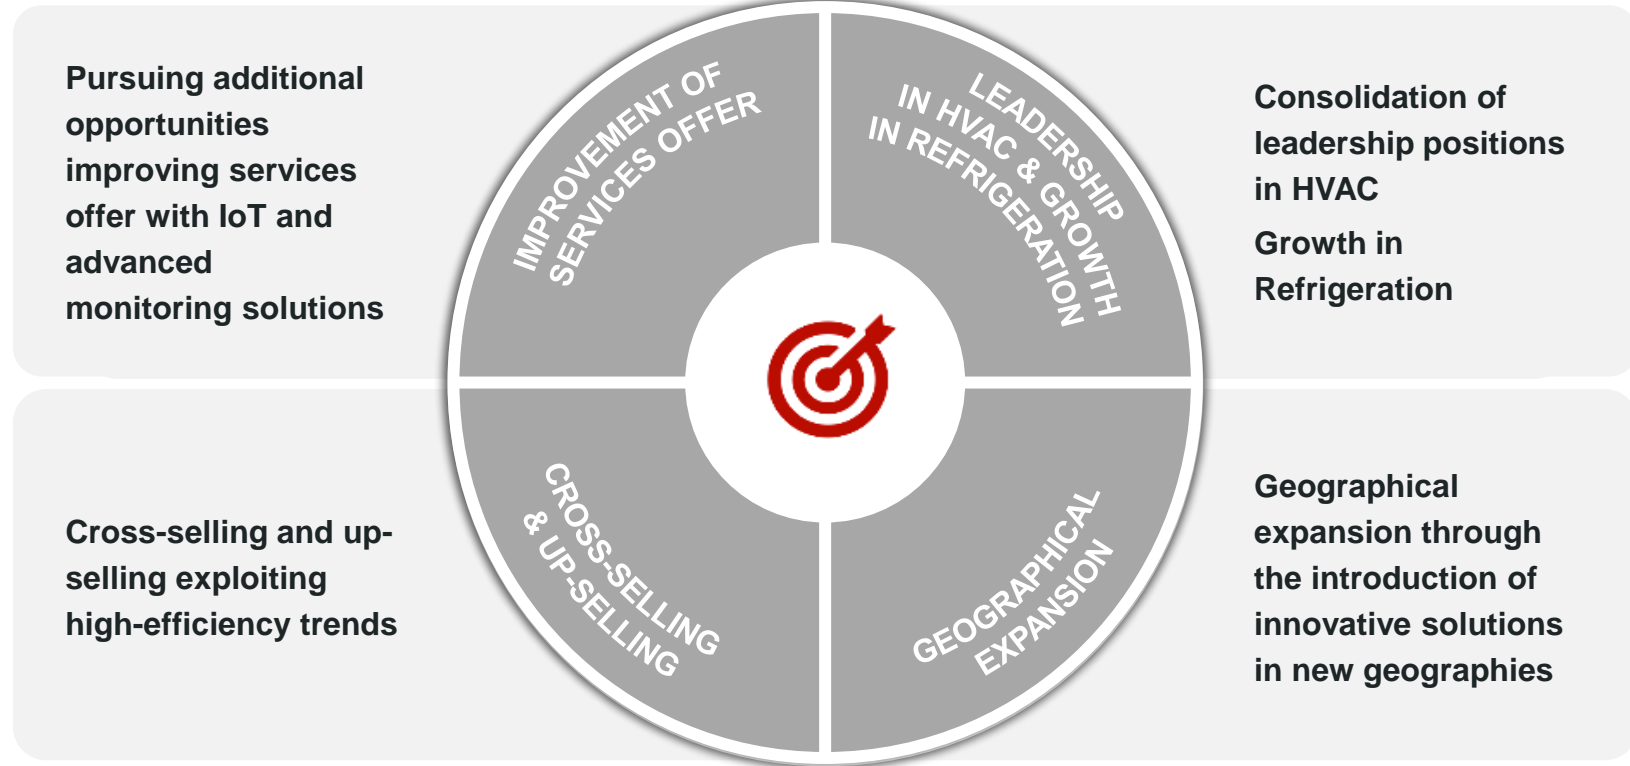 Pursuing additional
opportunities
improving services
offer with IoT and
advanced
monitoring solutions
IMPROVEMENT OF
SERVICES OFFER
LEADERSHIP
IN HVAC & GROWTH
IN REFRIGERATION
Consolidation of
leadership positions
in HVAC
Growth in
Refrigeration
Cross-selling and up-
selling exploiting
high-efficiency trends
CROSS-SELLING
& UP-SELLING
GEOGRAPHICAL
EXPANSION
Geographical
expansion through
the introduction of
innovative solutions
in new geographies